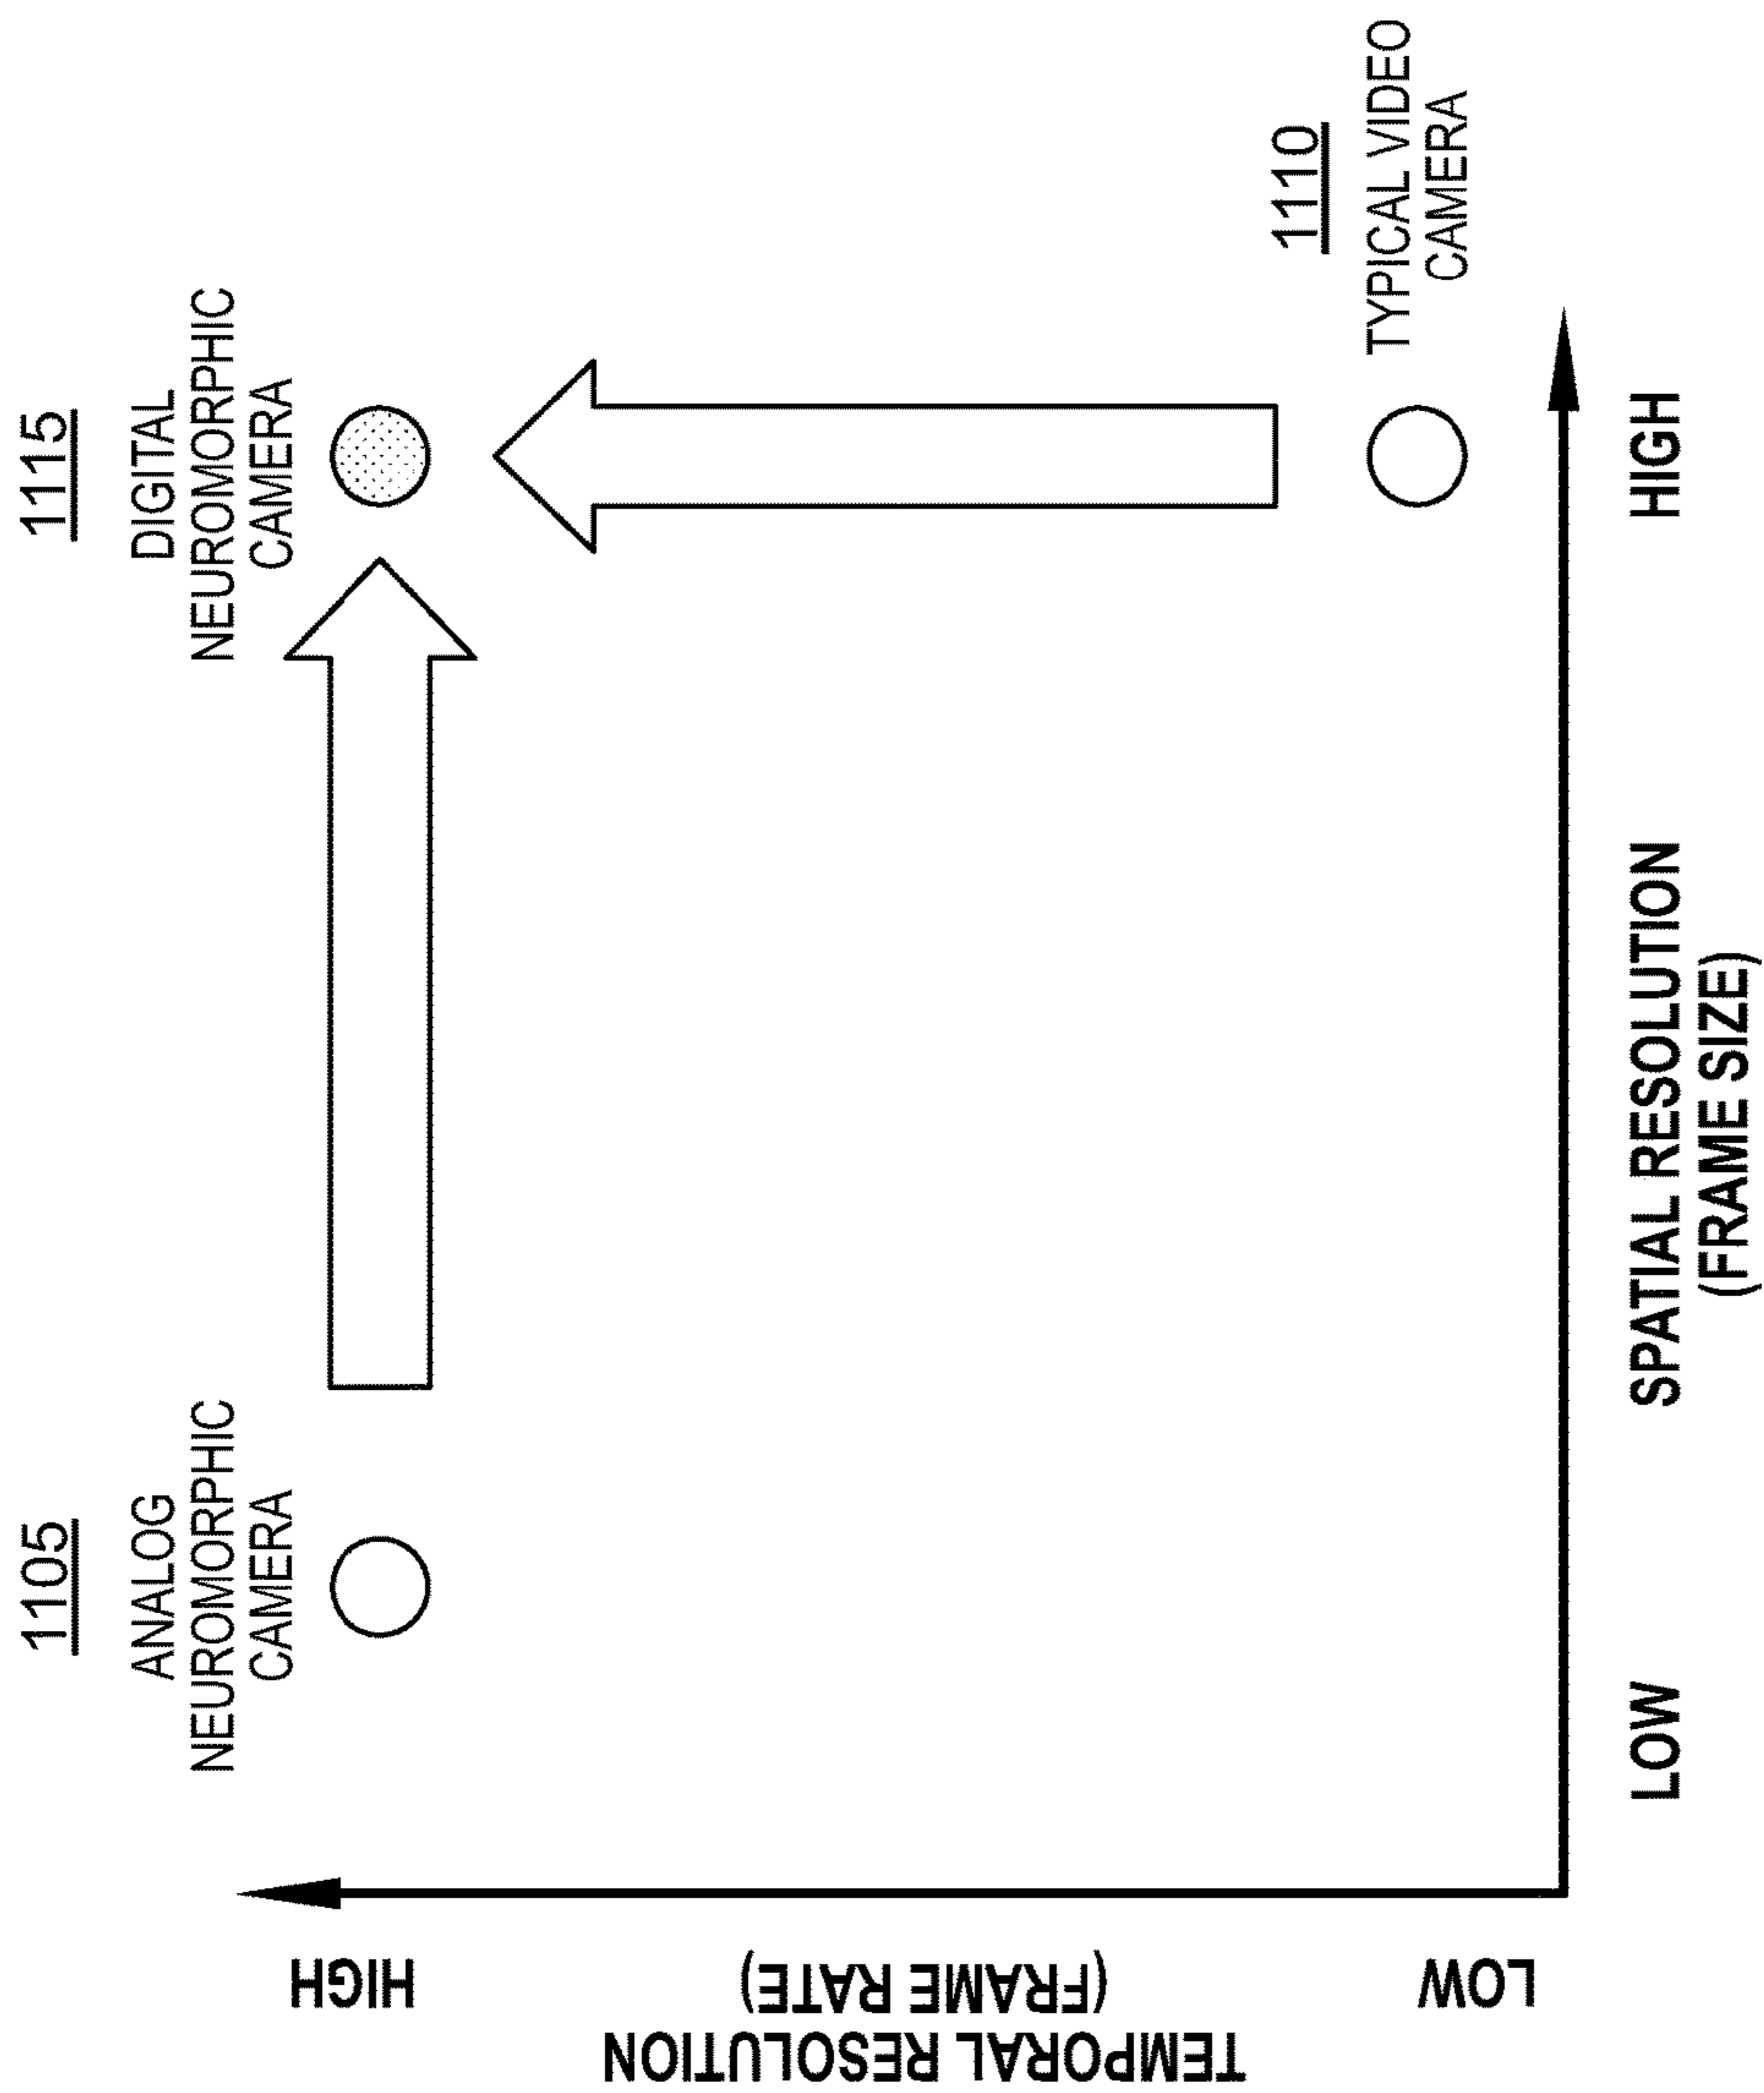 1105
ANALOG
NEUROMORPHIC
CAMERA
1115
DIGITAL
NEUROMORPHIC
CAMERA
1110
TYPICAL VIDEO
CAMERA
HIGH
TEMPORAL RESOLUTION
(FRAME RATE)
LOW
LOW
HIGH
SPATIAL RESOLUTION
(FRAME SIZE)